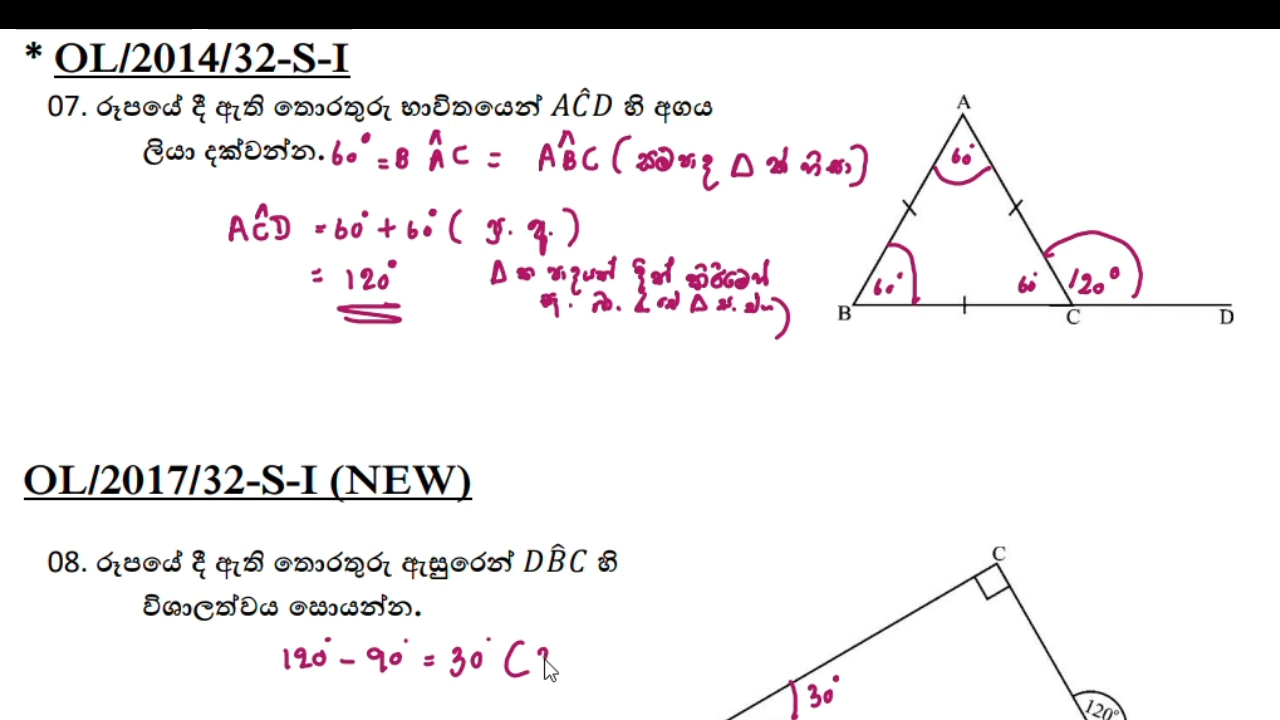 * OL/2014/32-S-I
07. රූපයේ දී ඇති තොරතුරු භාවිතයෙන් AĈD හි අගය
ලියා දක්වන්න. 60° = BÂC = AB̂C (සමපාද Δ ක් නිසා)
AĈD = 60° + 60° (
= 120°
Δ ක පාදයක් දික් කිරීමෙන්
A
60°
60°
60°
120°
B
C
D
OL/2017/32-S-I (NEW)
08. රූපයේ දී ඇති තොරතුරු ඇසුරෙන් DB̂C හි
විශාලත්වය සොයන්න.
120° - 90° = 30° (
C
30°
120°